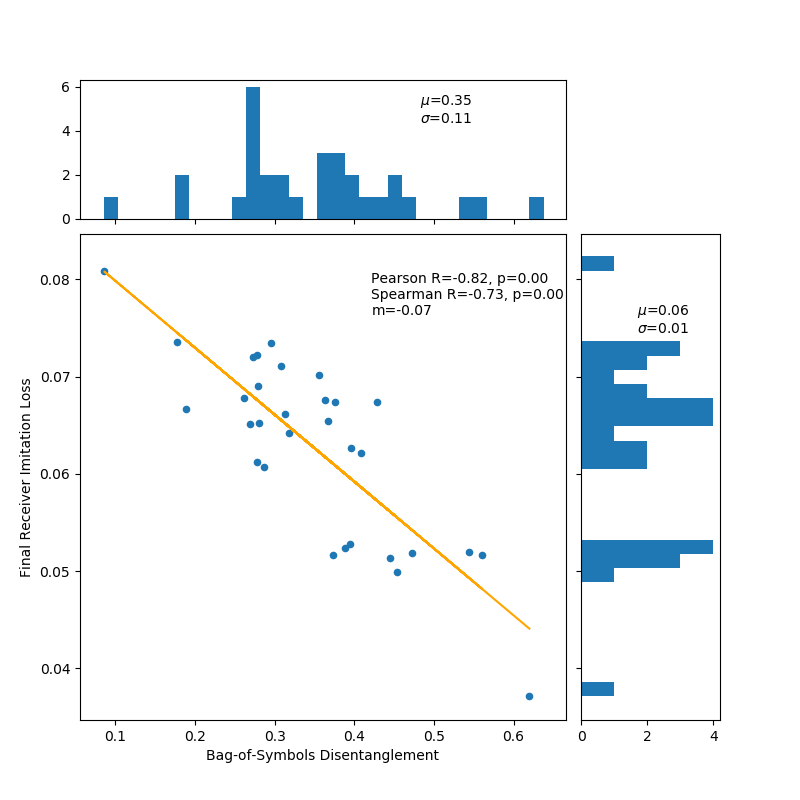 6
4
2
0
μ=0.35
σ=0.11
Pearson R=-0.82, p=0.00
Spearman R=-0.73, p=0.00
m=-0.07
0.08
0.07
0.06
0.05
0.04
Final Receiver Imitation Loss
0.1 0.2 0.3 0.4 0.5 0.6
Bag-of-Symbols Disentanglement
μ=0.06
σ=0.01
0 2 4